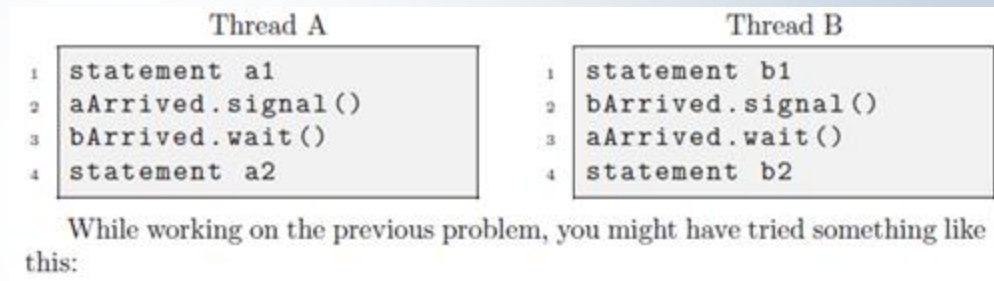 Thread A
1 statement a1
2 aArrived.signal()
3 bArrived.wait()
4 statement a2
Thread B
1 statement b1
2 bArrived.signal()
3 aArrived.wait()
4 statement b2
While working on the previous problem, you might have tried something like
this: